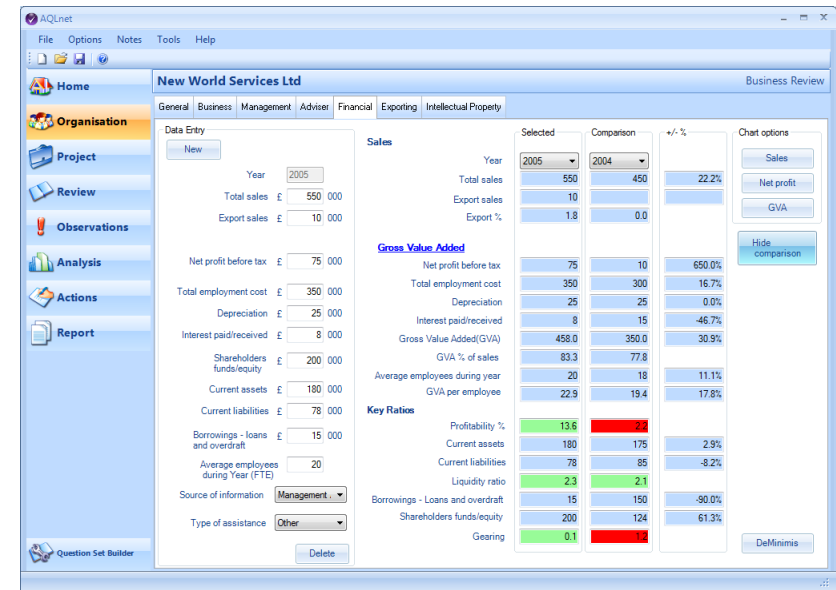 AQLnet
File Options Notes Tools Help
Home
Organisation
Project
Review
Observations
Analysis
Actions
Report
Question Set Builder
New World Services Ltd Business Review
General Business Management Adviser Financial Exporting Intellectual Property
Data Entry
New
Year 2005
Total sales £ 550 000
Export sales £ 10 000
Net profit before tax £ 75 000
Total employment cost £ 350 000
Depreciation £ 25 000
Interest paid/received £ 8 000
Shareholders
funds/equity £ 200 000
Current assets £ 180 000
Current liabilities £ 78 000
Borrowings - loans
and overdraft £ 15 000
Average employees
during Year (FTE) 20
Source of information Management .
Type of assistance Other
Delete
Selected Comparison +/- %
Sales
Year 2005 2004
Total sales 550 450 22.2%
Export sales 10
Export % 1.8 0.0
Gross Value Added
Net profit before tax 75 10 650.0%
Total employment cost 350 300 16.7%
Depreciation 25 25 0.0%
Interest paid/received 8 15 -46.7%
Gross Value Added(GVA) 458.0 350.0 30.9%
GVA % of sales 83.3 77.8
Average employees during year 20 18 11.1%
GVA per employee 22.9 19.4 17.8%
Key Ratios
Profitability % 13.6 2.2
Current assets 180 175 2.9%
Current liabilities 78 85 -8.2%
Liquidity ratio 2.3 2.1
Borrowings - Loans and overdraft 15 150 -90.0%
Shareholders funds/equity 200 124 61.3%
Gearing 0.1 1.2
Chart options
Sales
Net profit
GVA
Hide
comparison
DeMinimis